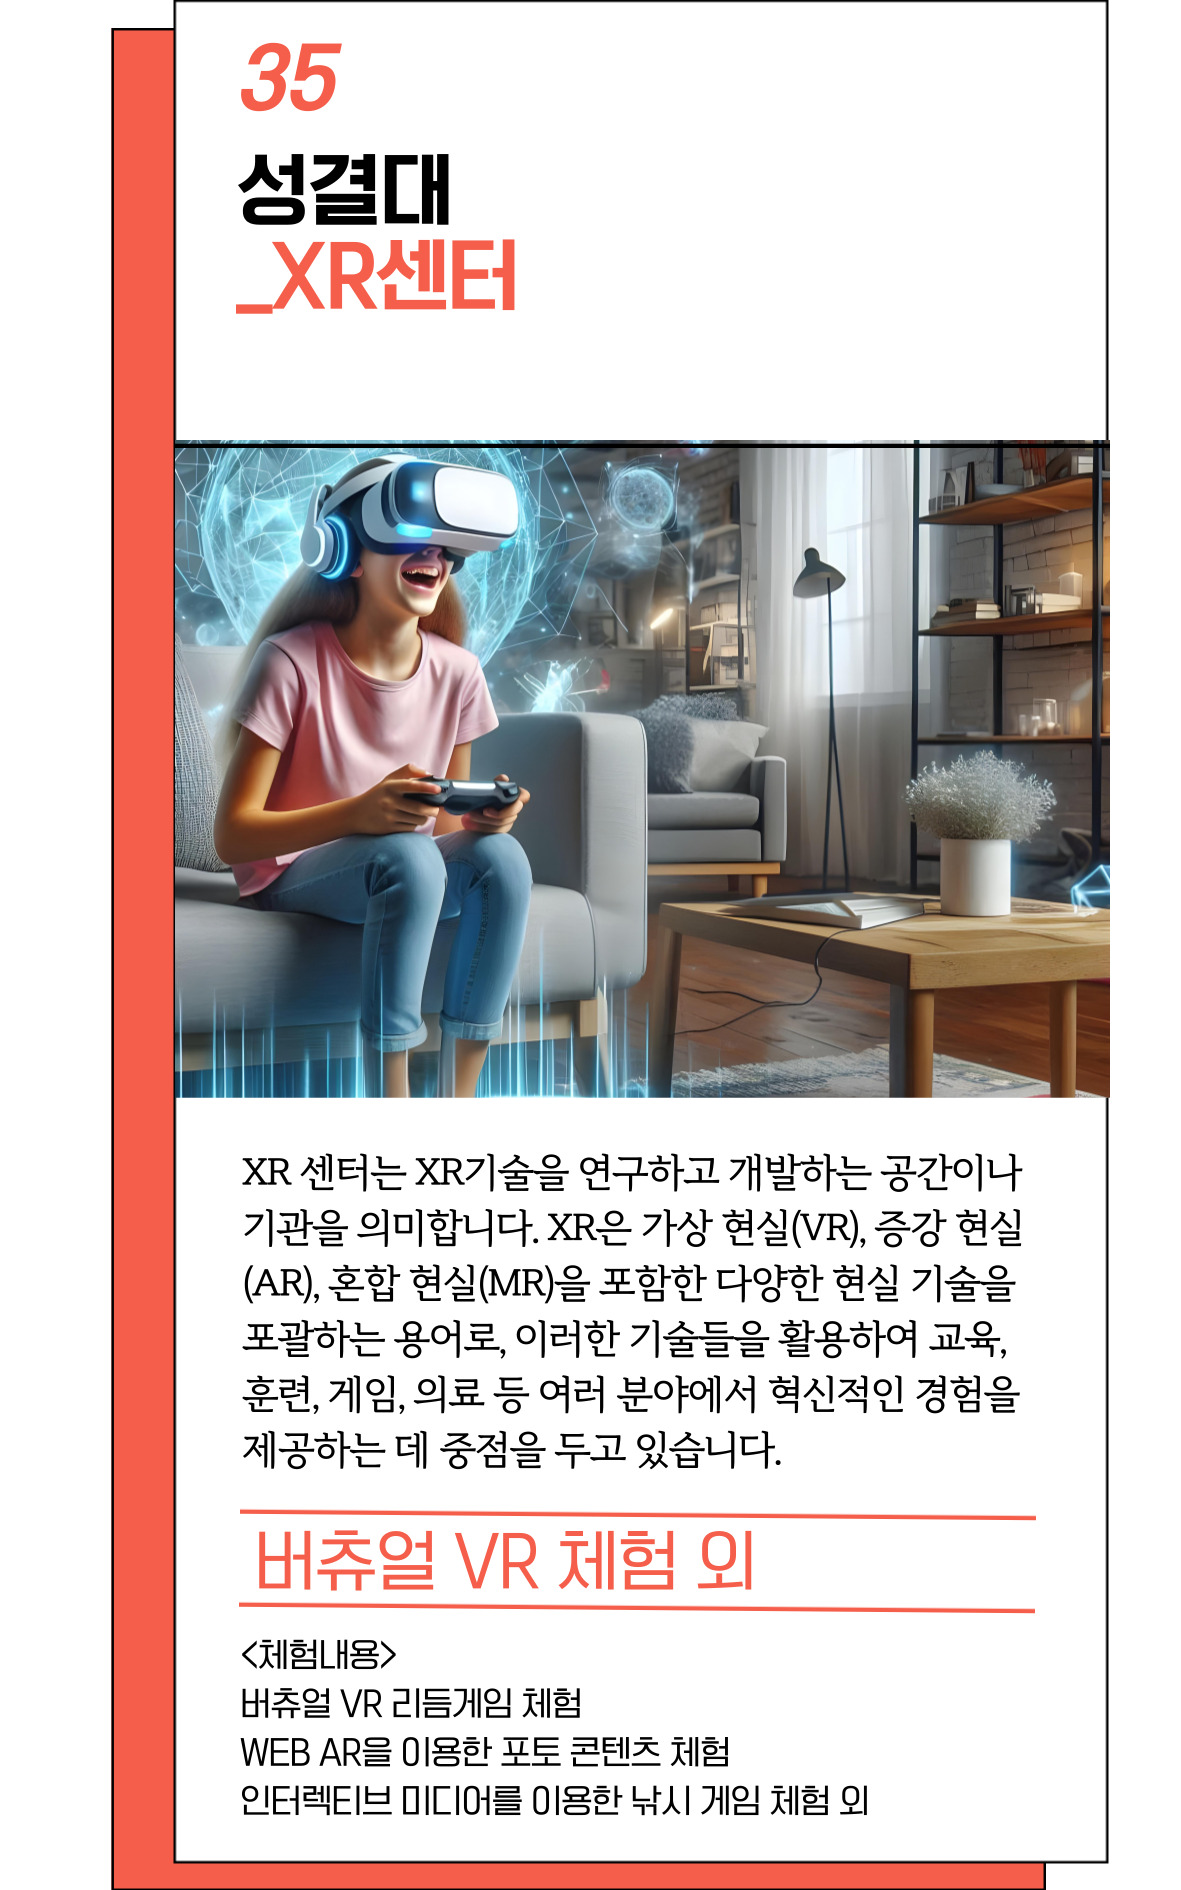 35
성결대
_XR센터
XR 센터는 XR기술을 연구하고 개발하는 공간이나
기관을 의미합니다. XR은 가상 현실(VR), 증강 현실
(AR), 혼합 현실(MR)을 포함한 다양한 현실 기술을
포괄하는 용어로, 이러한 기술들을 활용하여 교육,
훈련, 게임, 의료 등 여러 분야에서 혁신적인 경험을
제공하는 데 중점을 두고 있습니다.
버츄얼 VR 체험 외
<체험내용>
버츄얼 VR 리듬게임 체험
WEB AR을 이용한 포토 콘텐츠 체험
인터렉티브 미디어를 이용한 낚시 게임 체험 외